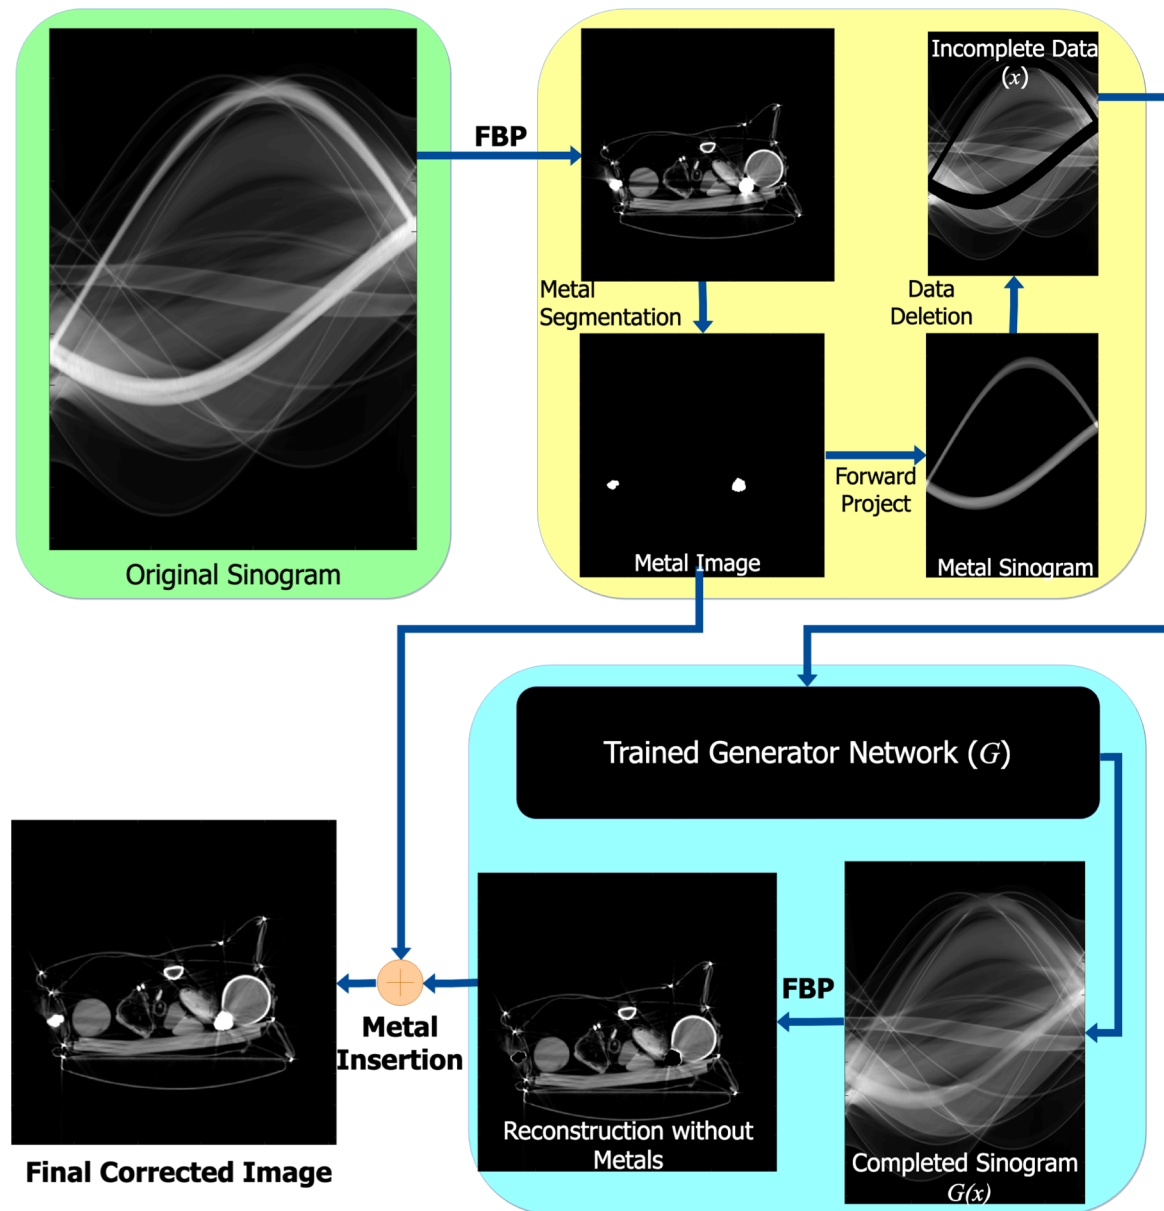 Original Sinogram
FBP
Metal
Segmentation
Metal Image
Forward
Project
Metal Sinogram
Data
Deletion
Incomplete Data
(x)
Trained Generator Network (G)
Completed Sinogram
G(x)
FBP
Reconstruction without
Metals
Metal
Insertion
Final Corrected Image